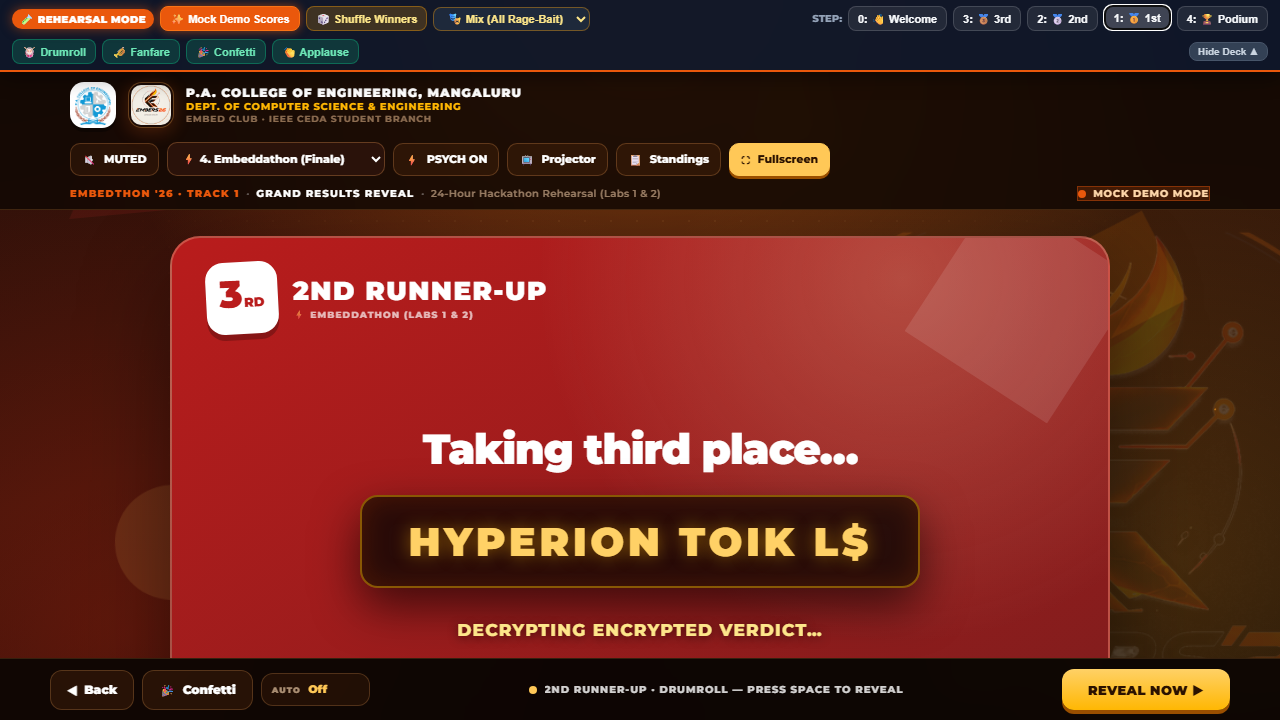 REHEARSAL MODE
Mock Demo Scores
Shuffle Winners
Mix (All Rage-Bait)
STEP:
0: Welcome
3: 3rd
2: 2nd
1: 1st
4: Podium
Drumroll
Fanfare
Confetti
Applause
Hide Deck ▲
P.A. COLLEGE OF ENGINEERING, MANGALURU
DEPT. OF COMPUTER SCIENCE & ENGINEERING
EMBED CLUB · IEEE CEDA STUDENT BRANCH
MUTED
4. Embeddathon (Finale)
PSYCH ON
Projector
Standings
Fullscreen
EMBEDTHON '26 · TRACK 1 · GRAND RESULTS REVEAL · 24-Hour Hackathon Rehearsal (Labs 1 & 2)
MOCK DEMO MODE
3RD
2ND RUNNER-UP
EMBEDDATHON (LABS 1 & 2)
Taking third place...
HYPERION TOIK L$
DECRYPTING ENCRYPTED VERDICT...
◀ Back
Confetti
AUTO Off
2ND RUNNER-UP · DRUMROLL — PRESS SPACE TO REVEAL
REVEAL NOW ▶